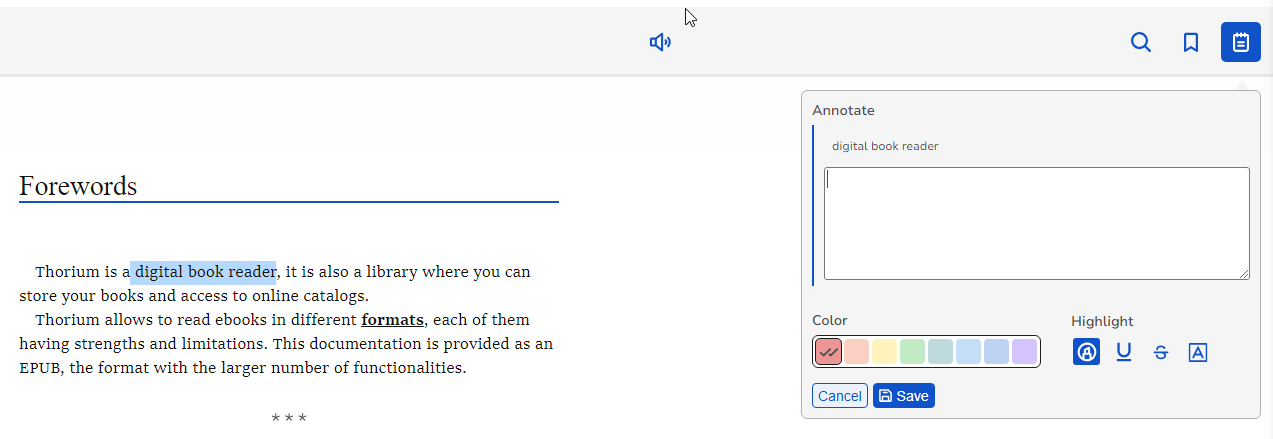 Annotate
digital book reader
Forewords
Thorium is a digital book reader, it is also a library where you can
store your books and access to online catalogs.
Thorium allows to read ebooks in different formats, each of them
having strengths and limitations. This documentation is provided as an
EPUB, the format with the larger number of functionalities.
* * *
Color
Highlight
Cancel
Save